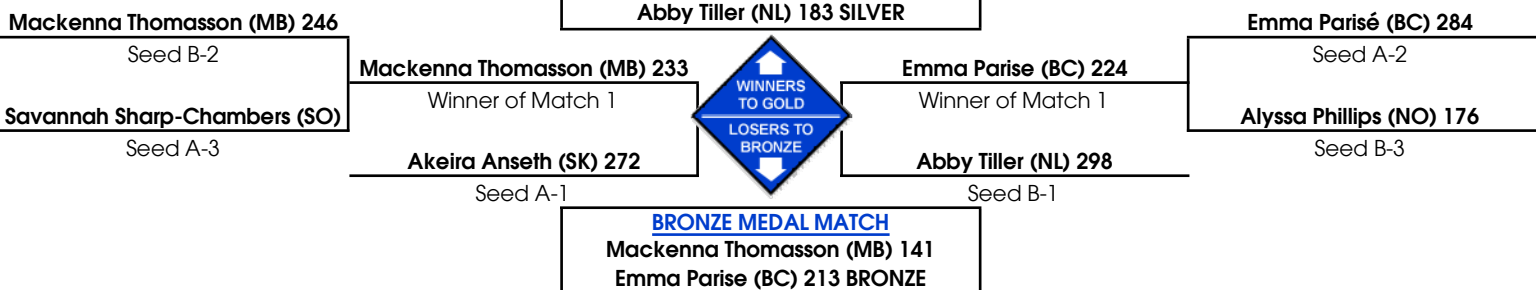 Abby Tiller (NL) 183 SILVER
Mackenna Thomasson (MB) 246
Seed B-2
Savannah Sharp-Chambers (SO)
Seed A-3
Mackenna Thomasson (MB) 233
Winner of Match 1
Akeira Anseth (SK) 272
Seed A-1
WINNERS
TO GOLD
LOSERS TO
BRONZE
Emma Parise (BC) 224
Winner of Match 1
Abby Tiller (NL) 298
Seed B-1
Emma Parisé (BC) 284
Seed A-2
Alyssa Phillips (NO) 176
Seed B-3
BRONZE MEDAL MATCH
Mackenna Thomasson (MB) 141
Emma Parise (BC) 213 BRONZE